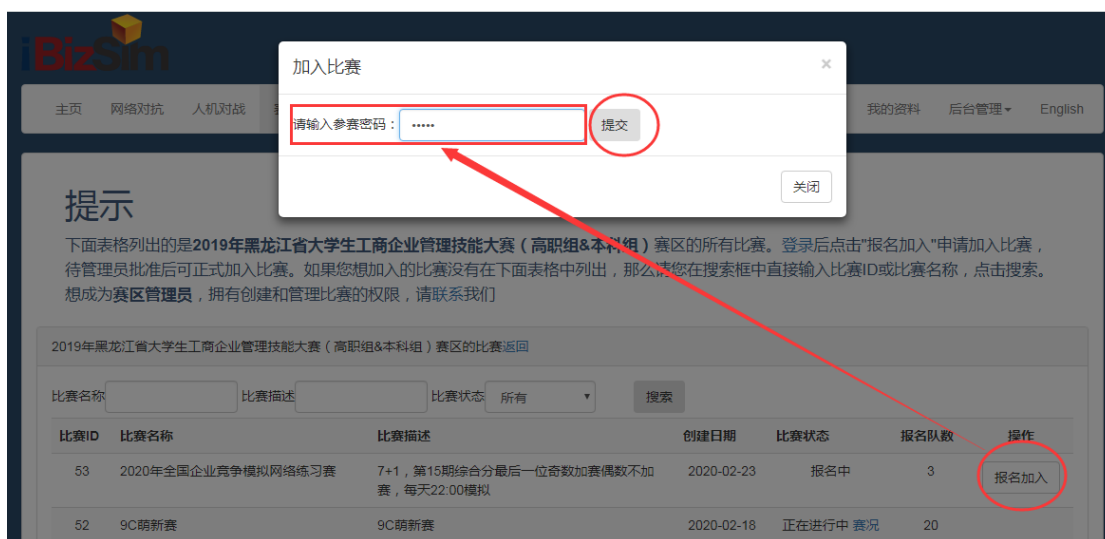 iBizSim
加入比赛 ×
主页 网络对抗 人机对战 我的资料 后台管理 English
请输入参赛密码： ••••• 提交
关闭
提示
下面表格列出的是2019年黑龙江省大学生工商企业管理技能大赛（高职组&本科组）赛区的所有比赛。登录后点击"报名加入"申请加入比赛，
待管理员批准后可正式加入比赛。如果您想加入的比赛没有在下面表格中列出，那么请您在搜索框中直接输入比赛ID或比赛名称，点击搜索。
想成为赛区管理员，拥有创建和管理比赛的权限，请联系我们
2019年黑龙江省大学生工商企业管理技能大赛（高职组&本科组）赛区的比赛返回
比赛名称 比赛描述 比赛状态 所有 搜索
比赛ID 比赛名称 比赛描述 创建日期 比赛状态 报名队数 操作
53 2020年全国企业竞争模拟网络练习赛 7+1，第15期综合分最后一位奇数加赛偶数不加 2020-02-23 报名中 3 报名加入
赛，每天22:00模拟
52 9C萌新赛 9C萌新赛 2020-02-18 正在进行中 赛况 20